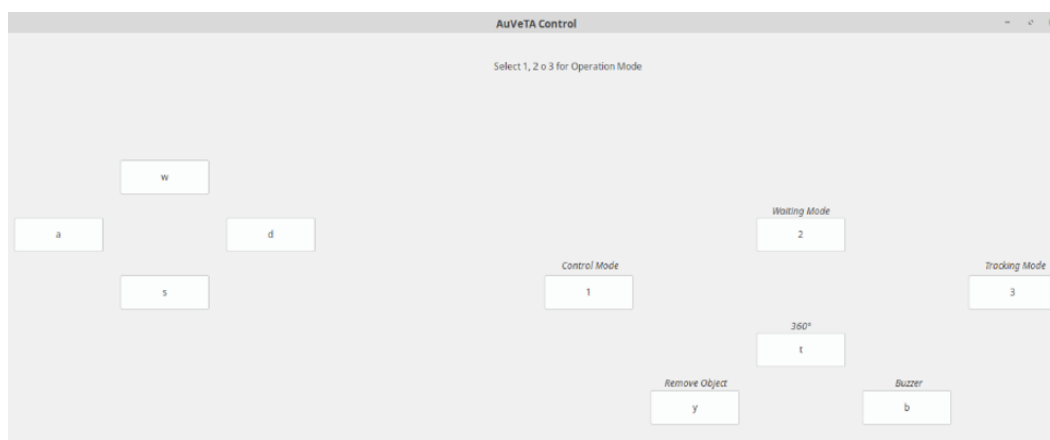 AuVeTA Control
Select 1, 2 o 3 for Operation Mode
w
a
d
s
Waiting Mode
2
Control Mode
1
Tracking Mode
3
360°
t
Remove Object
y
Buzzer
b